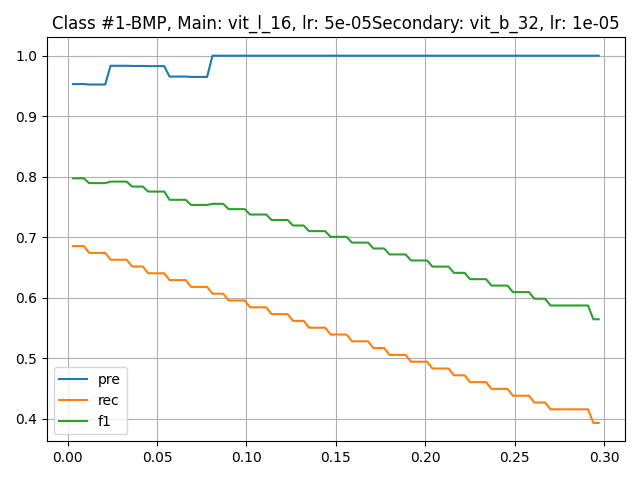 Class #1-BMP, Main: vit_l_16, lr: 5e-05Secondary: vit_b_32, lr: 1e-05
1.0
0.9
0.8
0.7
0.6
0.5
0.4
pre
rec
f1
0.00 0.05 0.10 0.15 0.20 0.25 0.30